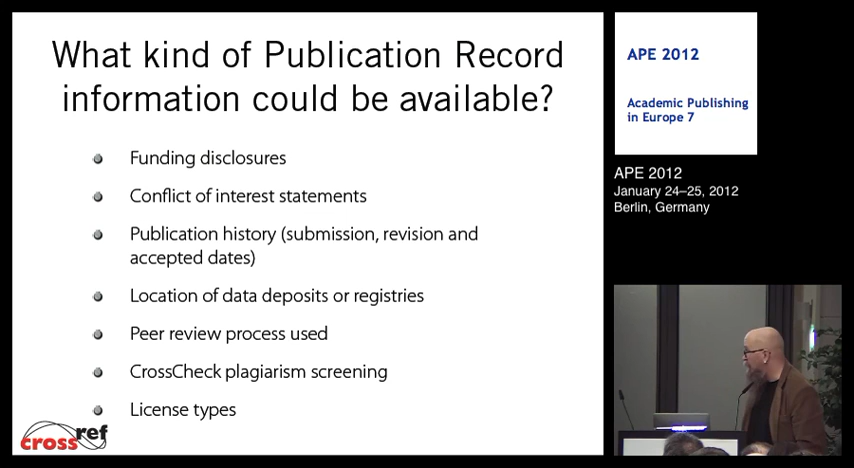 What kind of Publication Record
information could be available?
Funding disclosures
Conflict of interest statements
Publication history (submission, revision and
accepted dates)
Location of data deposits or registries
Peer review process used
CrossCheck plagiarism screening
License types
crossref
APE 2012
Academic Publishing
in Europe 7
APE 2012
January 24–25, 2012
Berlin, Germany